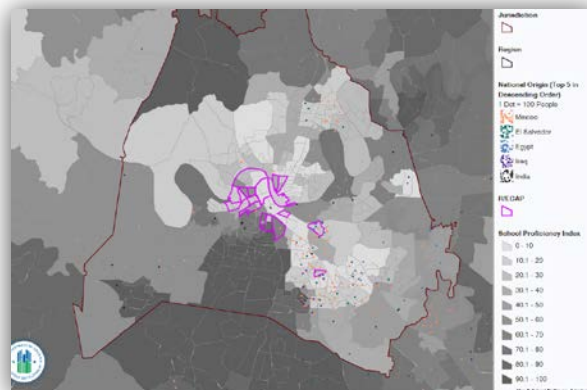 Jurisdiction
Region
National Origin (Top 5 in
Descending Order)
1 Dot = 100 People
Mexico
El Salvador
Egypt
Iraq
India
R/ECAP
School Proficiency Index
0 - 10
10.1 - 20
20.1 - 30
30.1 - 40
40.1 - 50
50.1 - 60
60.1 - 70
70.1 - 80
80.1 - 90
90.1 - 100